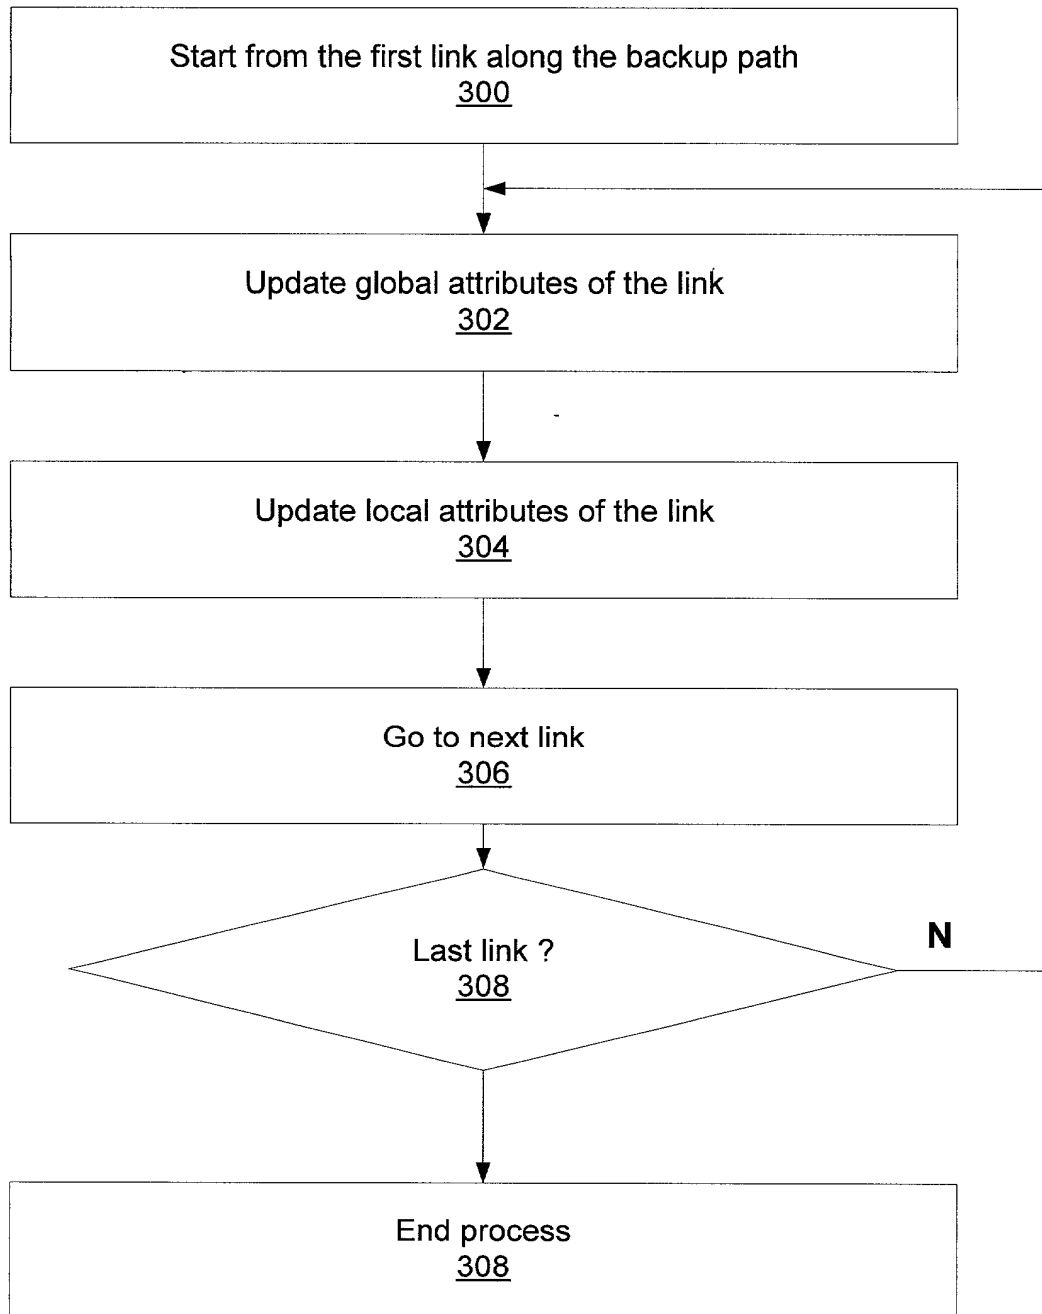 Start from the first link along the backup path
300
Update global attributes of the link
302
Update local attributes of the link
304
Go to next link
306
Last link ?
308
N
End process
308